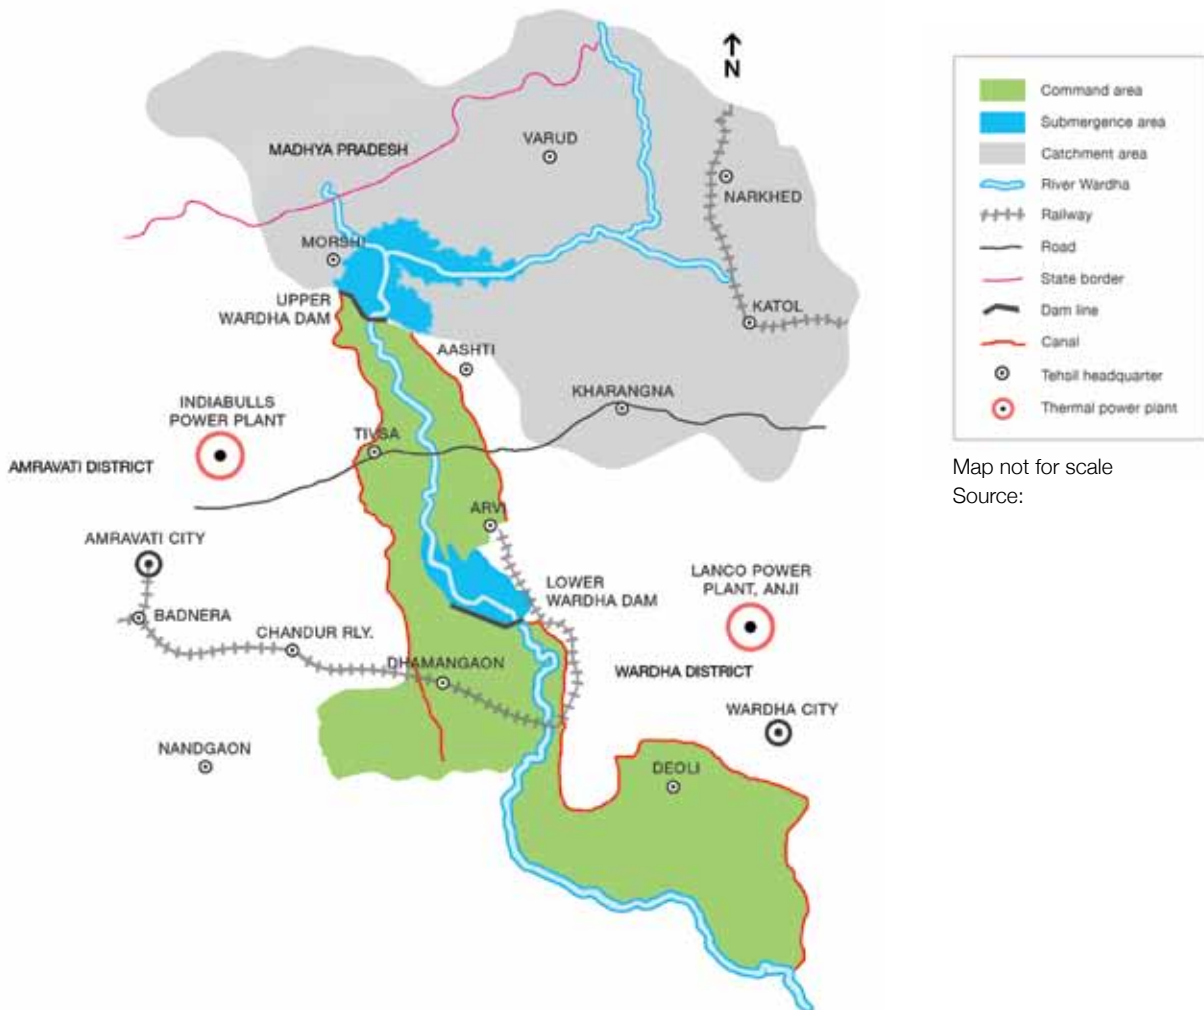 N
VARUD
MADHYA PRADESH
NARKHED
MORSHI
UPPER
WARDHA DAM
KATOL
AASHTI
INDIABULLS
POWER PLANT
KHARANGNA
TIVSA
AMRAVATI DISTRICT
ARVI
AMRAVATI CITY
LOWER
WARDHA DAM
LANCO POWER
PLANT, ANJI
BADNERA
CHANDUR RLY.
DHAMANGAON
WARDHA DISTRICT
WARDHA CITY
NANDGAON
DEOLI
Command area
Submergence area
Catchment area
River Wardha
Railway
Road
State border
Dam line
Canal
Tehsil headquarter
Thermal power plant
Map not for scale
Source: